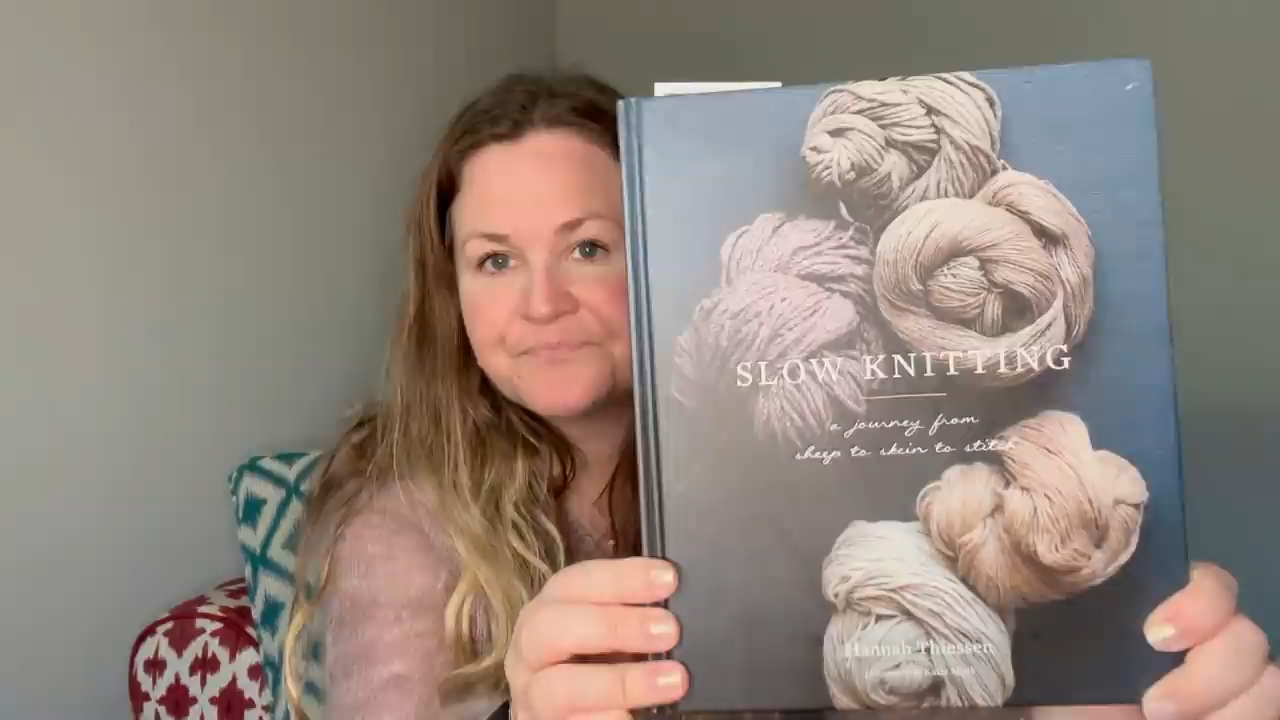 SLOW KNITTING
a journey from
sheep to skein to stitch
Hannah Thiessen